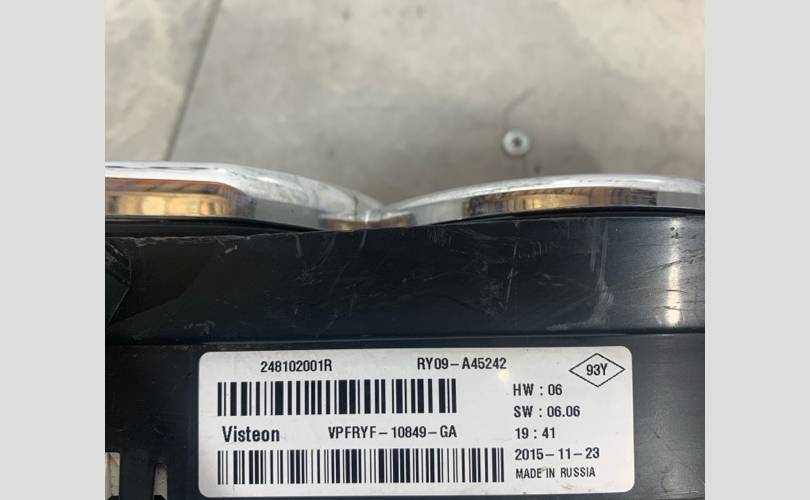 248102001R RY09-A45242 93Y
HW : 06
SW : 06.06
Visteon VPFRYF-10849-GA 19 : 41
2015-11-23
MADE IN RUSSIA